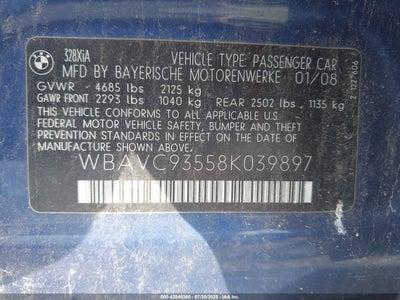 328XiA
VEHICLE TYPE: PASSENGER CAR
MFD BY BAYERISCHE MOTORENWERKE 01/08
GVWR - 4685 lbs 2125 kg
GAWR FRONT 2293 lbs 1040 kg REAR 2502 lbs . 1135 kg
THIS CAR CONFORMS TO ALL APPLICABLE U.S.
FEDERAL MOTOR VEHICLE SAFETY, BUMPER AND THEFT
PREVENTION STANDARDS IN EFFECT ON THE DATE OF
MANUFACTURE SHOWN ABOVE.
WBAVC93558K039897